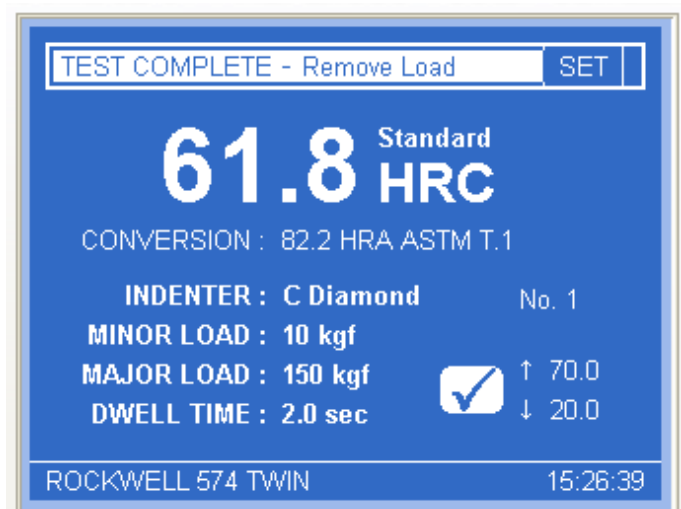 TEST COMPLETE - Remove Load SET
61.8 Standard HRC
CONVERSION : 82.2 HRA ASTM T.1
INDENTER : C Diamond No. 1
MINOR LOAD : 10 kgf
MAJOR LOAD : 150 kgf ↑ 70.0
DWELL TIME : 2.0 sec ↓ 20.0
ROCKWELL 574 TWIN 15:26:39